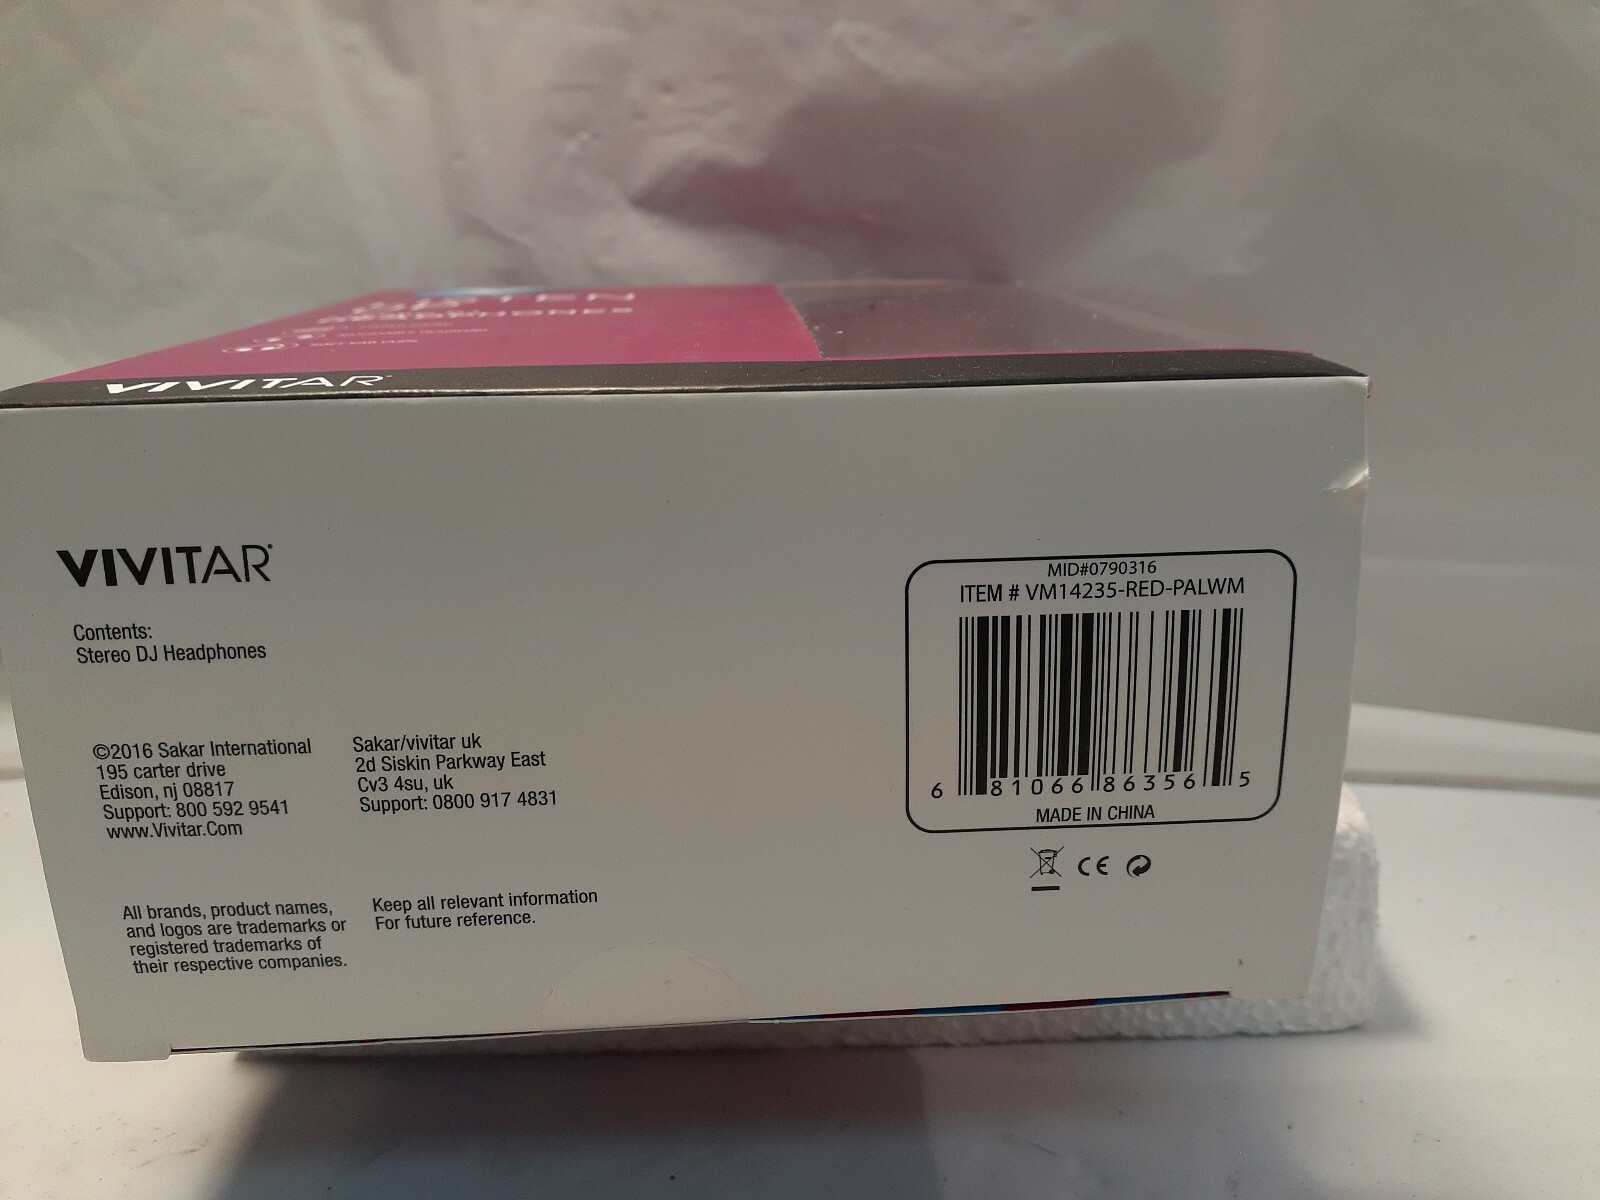 HEADPHONES
VIVITAR
VIVITAR®
Contents:
Stereo DJ Headphones
©2016 Sakar International
195 carter drive
Edison, nj 08817
Support: 800 592 9541
www.Vivitar.Com
Sakar/vivitar uk
2d Siskin Parkway East
Cv3 4su, uk
Support: 0800 917 4831
All brands, product names,
and logos are trademarks or
registered trademarks of
their respective companies.
Keep all relevant information
For future reference.
MID#0790316
ITEM # VM14235-RED-PALWM
6 81066 86356 5
MADE IN CHINA
CE